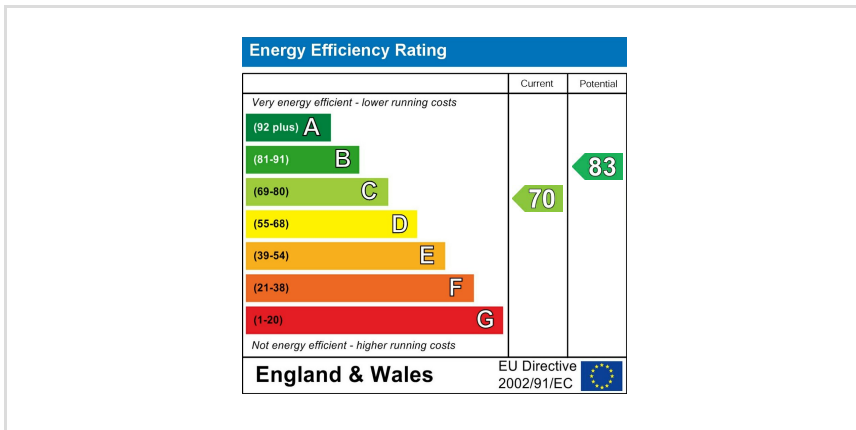 Energy Efficiency Rating
Current Potential
Very energy efficient - lower running costs
(92 plus) A
(81-91) B
83
(69-80) C
70
(55-68) D
(39-54) E
(21-38) F
(1-20) G
Not energy efficient - higher running costs
England & Wales
EU Directive
2002/91/EC